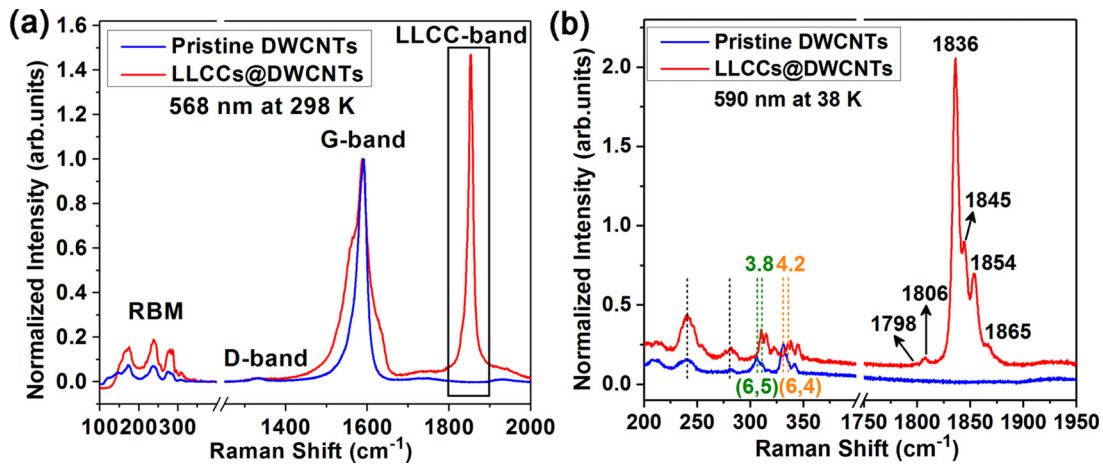 (a)
Normalized Intensity (arb.units)
1.6
1.4
1.2
1.0
0.8
0.6
0.4
0.2
0.0
Pristine DWCNTs
LLCCs@DWCNTs
568 nm at 298 K
LLCC-band
G-band
RBM
D-band
100 200 300 1400 1600 1800 2000
Raman Shift (cm-1)
(b)
Normalized Intensity (arb.units)
2.0
1.5
1.0
0.5
0.0
Pristine DWCNTs
LLCCs@DWCNTs
590 nm at 38 K
1836
1845
1854
1865
1806
1798
3.8 4.2
(6,5) (6,4)
200 250 300 350 1750 1800 1850 1900 1950
Raman Shift (cm-1)